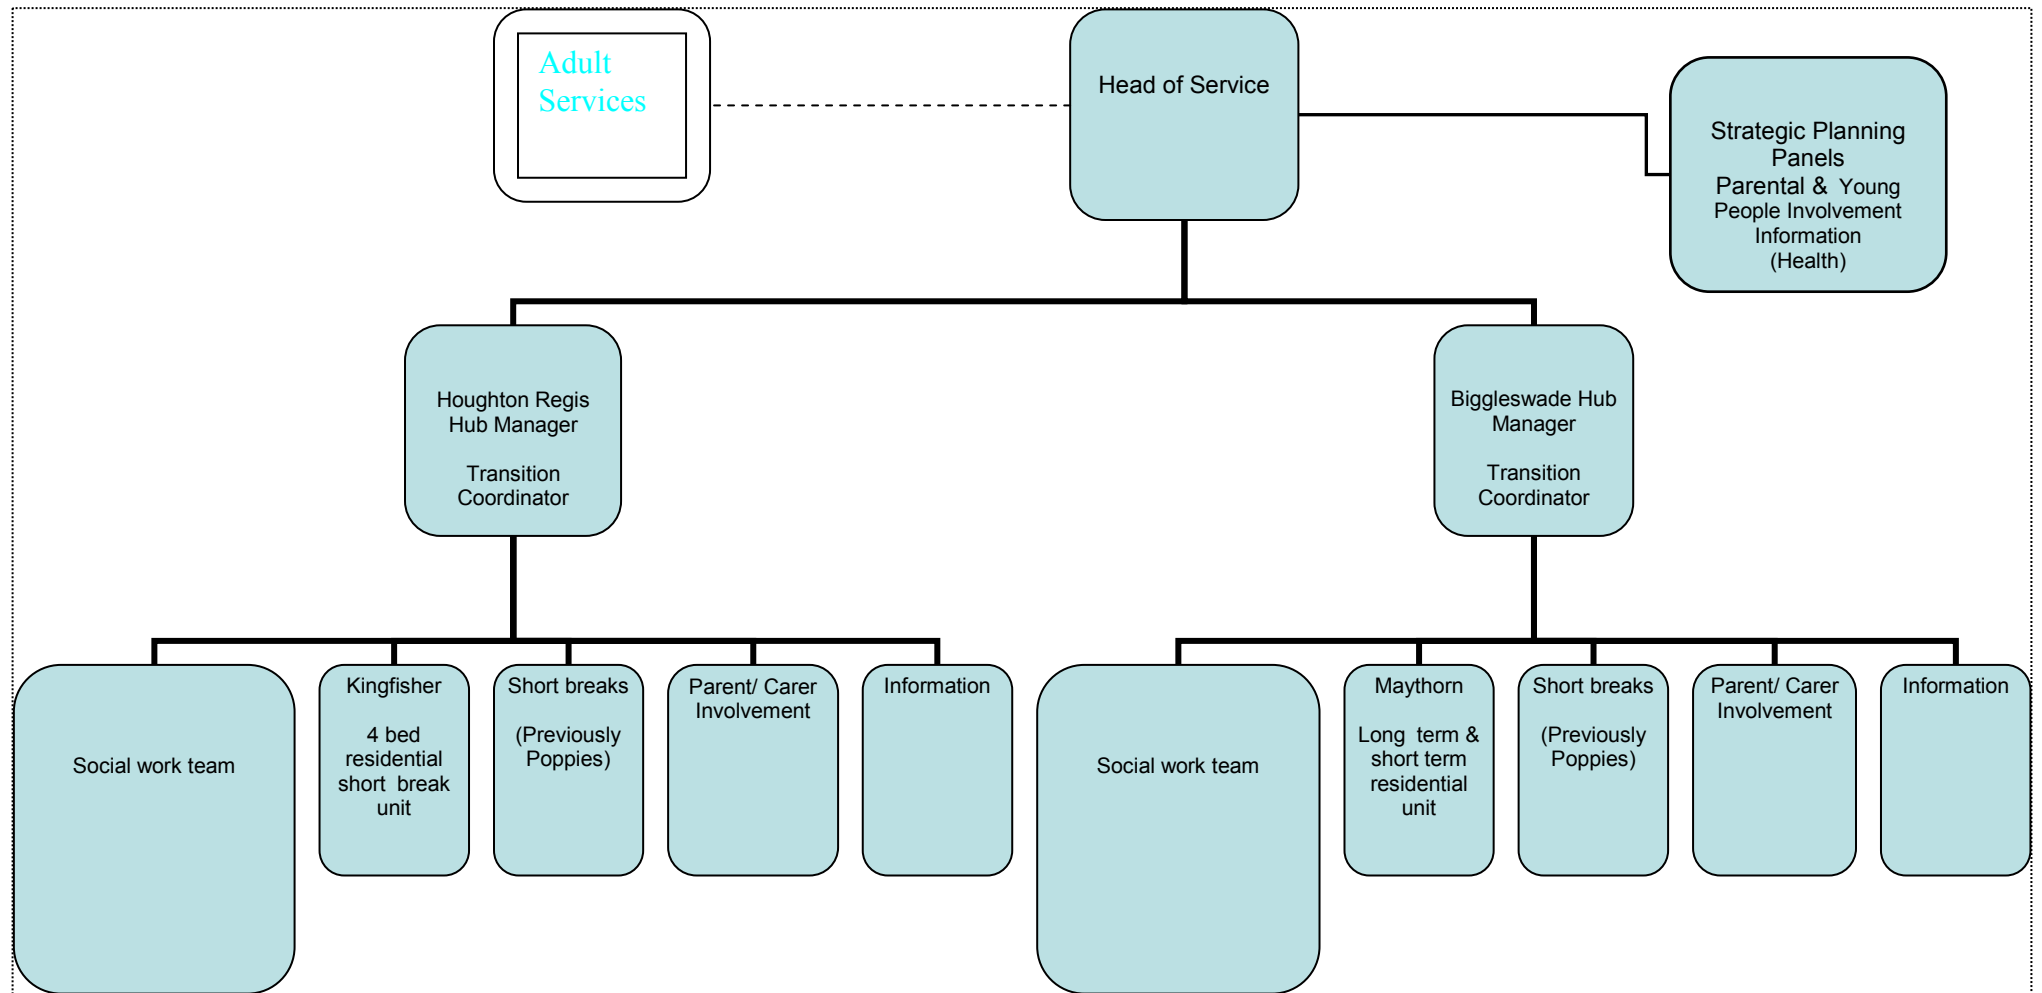 Adult
Services
Head of Service
Strategic Planning
Panels
Parental & Young
People Involvement
Information
(Health)
Houghton Regis
Hub Manager
Transition
Coordinator
Biggleswade Hub
Manager
Transition
Coordinator
Social work team
Kingfisher
4 bed
residential
short break
unit
Short breaks
(Previously
Poppies)
Parent/ Carer
Involvement
Information
Social work team
Maythorn
Long term &
short term
residential
unit
Short breaks
(Previously
Poppies)
Parent/ Carer
Involvement
Information